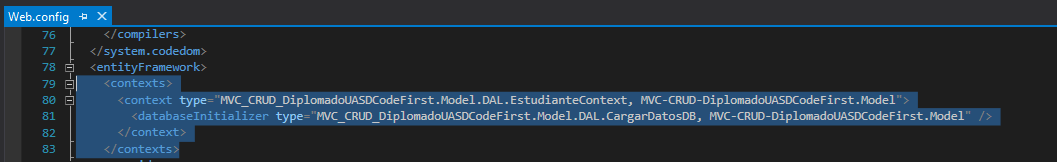 Web.config
76 </compilers>
77 </system.codedom>
78 <entityFramework>
79 <contexts>
80 <context type="MVC_CRUD_DiplomadoUASDCodeFirst.Model.DAL.EstudianteContext, MVC-CRUD-DiplomadoUASDCodeFirst.Model">
81 <databaseInitializer type="MVC_CRUD_DiplomadoUASDCodeFirst.Model.DAL.CargarDatosDB, MVC-CRUD-DiplomadoUASDCodeFirst.Model" />
82 </context>
83 </contexts>